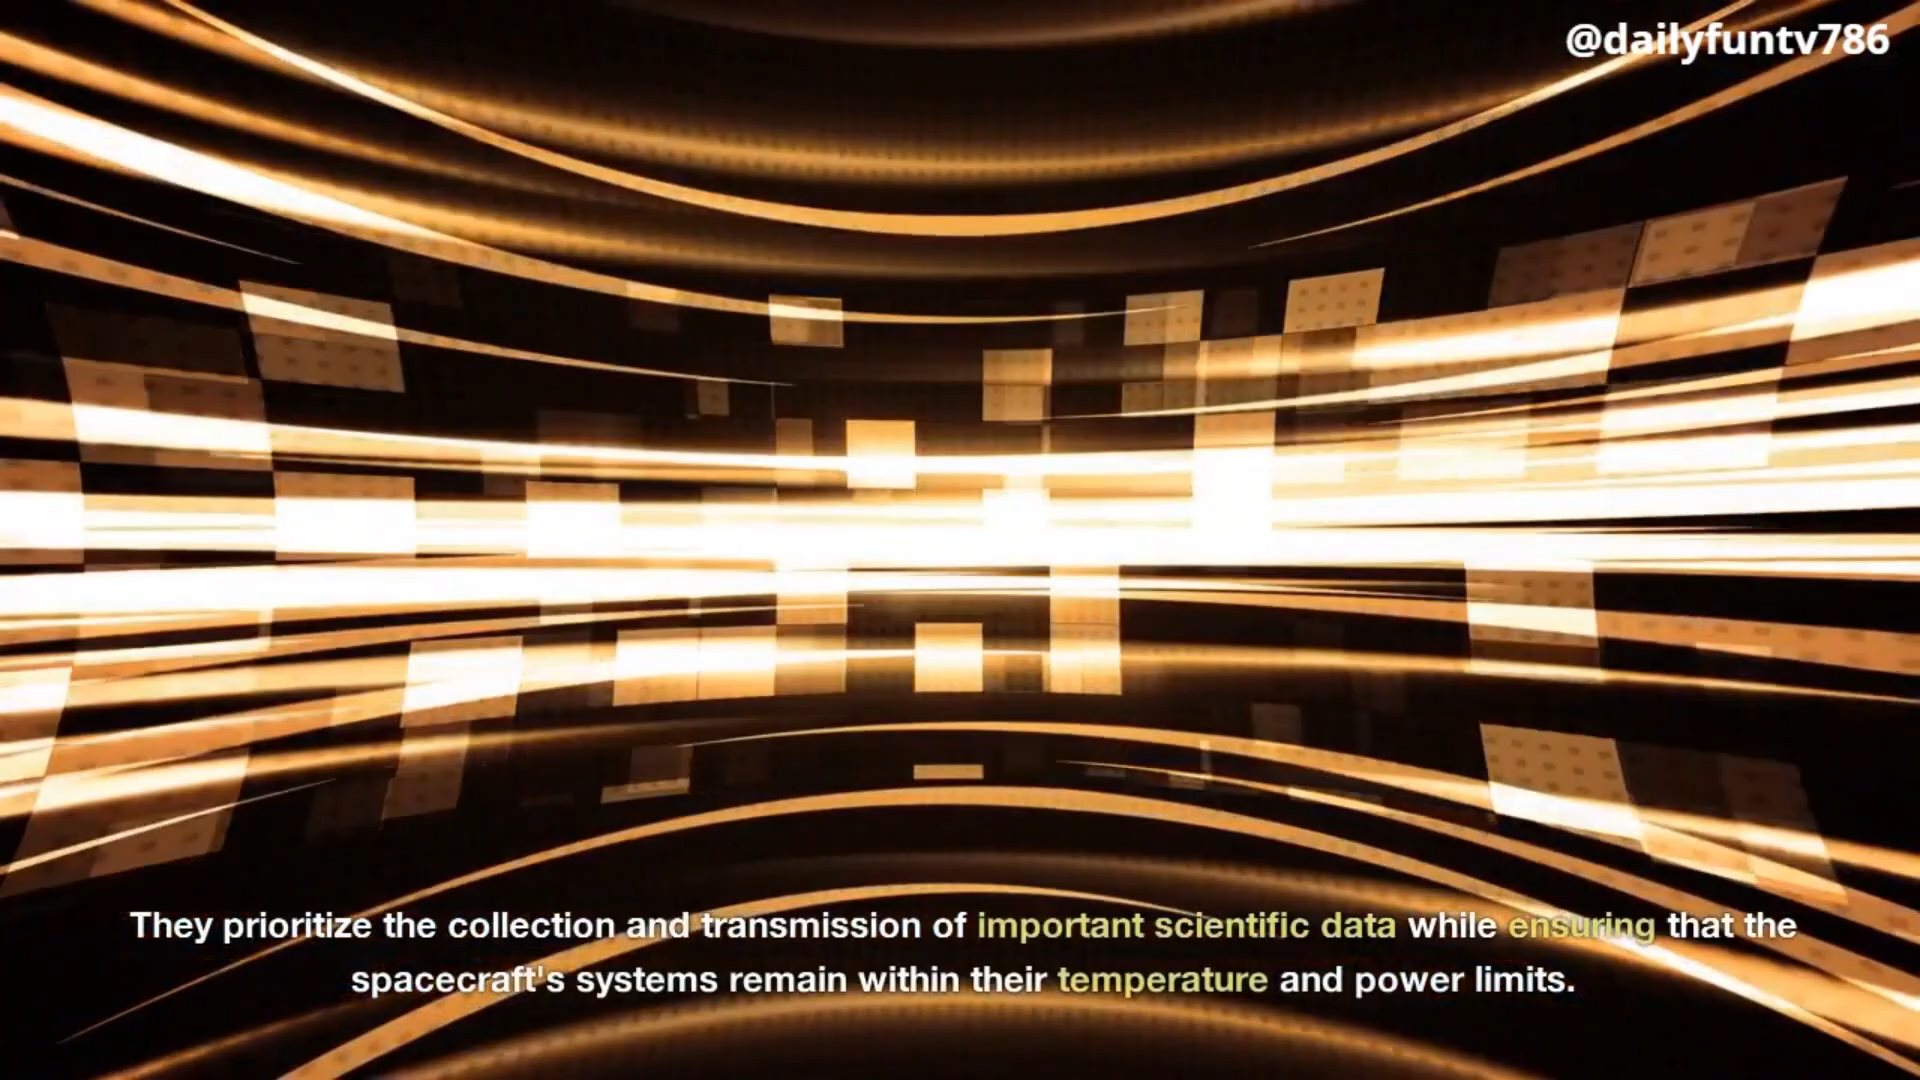 @dailyfuntv786
They prioritize the collection and transmission of important scientific data while ensuring that the
spacecraft's systems remain within their temperature and power limits.